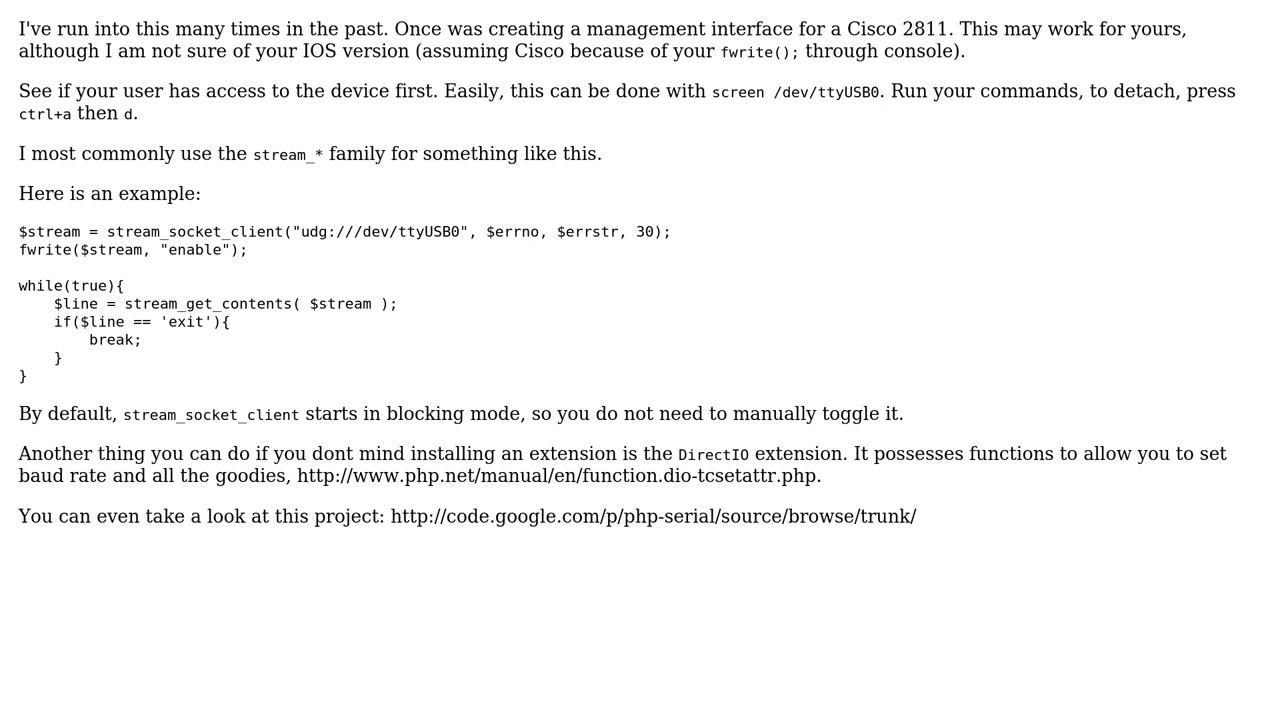 I've run into this many times in the past. Once was creating a management interface for a Cisco 2811. This may work for yours,
although I am not sure of your IOS version (assuming Cisco because of your fwrite(); through console).
See if your user has access to the device first. Easily, this can be done with screen /dev/ttyUSB0. Run your commands, to detach, press
ctrl+a then d.
I most commonly use the stream_* family for something like this.
Here is an example:
$stream = stream_socket_client("udg:///dev/ttyUSB0", $errno, $errstr, 30);
fwrite($stream, "enable");
while(true){
    $line = stream_get_contents( $stream );
    if($line == 'exit'){
        break;
    }
}
By default, stream_socket_client starts in blocking mode, so you do not need to manually toggle it.
Another thing you can do if you dont mind installing an extension is the DirectIO extension. It possesses functions to allow you to set
baud rate and all the goodies, http://www.php.net/manual/en/function.dio-tcsetattr.php.
You can even take a look at this project: http://code.google.com/p/php-serial/source/browse/trunk/